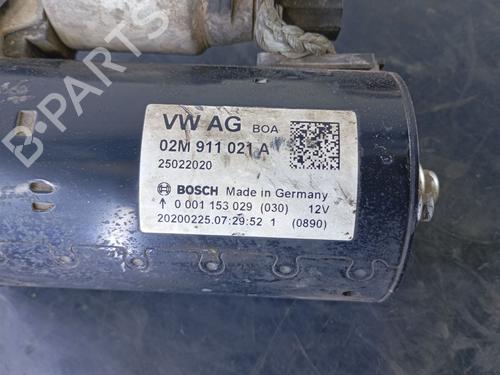 VW AG BOA
02M 911 021 A
25022020
BOSCH Made in Germany
↑ 0 001 153 029 (030) 12V
20200225.07:29:52 1 (0890)
B-Parts